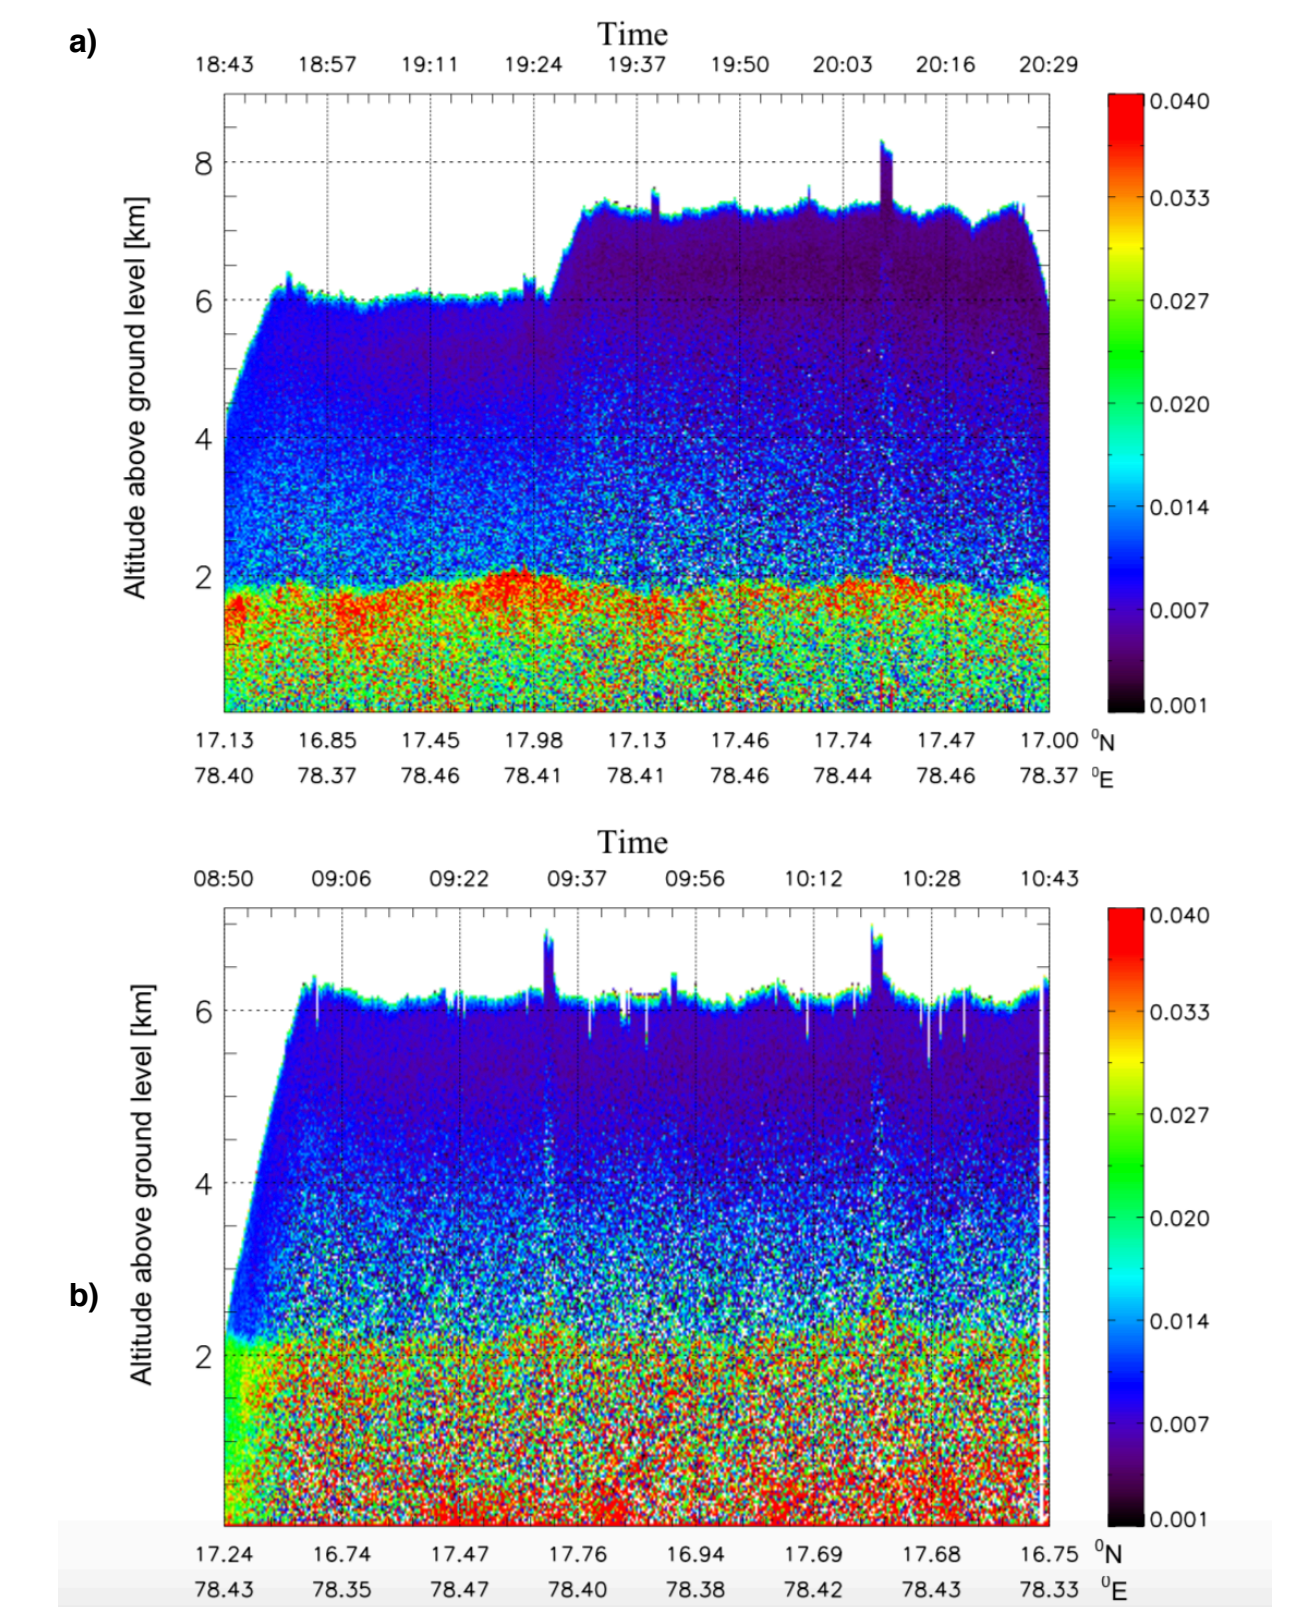 a)
Time
18:43 18:57 19:11 19:24 19:37 19:50 20:03 20:16 20:29
Altitude above ground level [km]
8
6
4
2
0.040
0.033
0.027
0.020
0.014
0.007
0.001
17.13 16.85 17.45 17.98 17.13 17.46 17.74 17.47 17.00 ⁰N
78.40 78.37 78.46 78.41 78.41 78.46 78.44 78.46 78.37 ⁰E
b)
Time
08:50 09:06 09:22 09:37 09:56 10:12 10:28 10:43
Altitude above ground level [km]
6
4
2
0.040
0.033
0.027
0.020
0.014
0.007
0.001
17.24 16.74 17.47 17.76 16.94 17.69 17.68 16.75 ⁰N
78.43 78.35 78.47 78.40 78.38 78.42 78.43 78.33 ⁰E